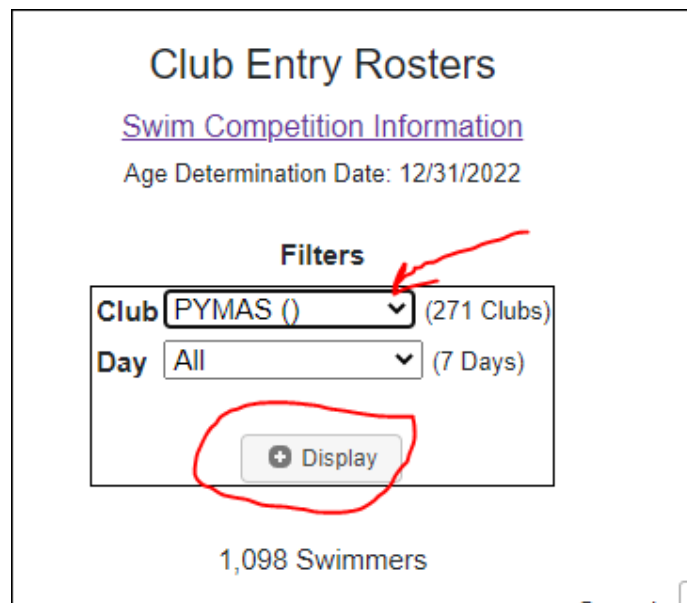 Club Entry Rosters
Swim Competition Information
Age Determination Date: 12/31/2022
Filters
Club PYMAS () (271 Clubs)
Day All (7 Days)
Display
1,098 Swimmers